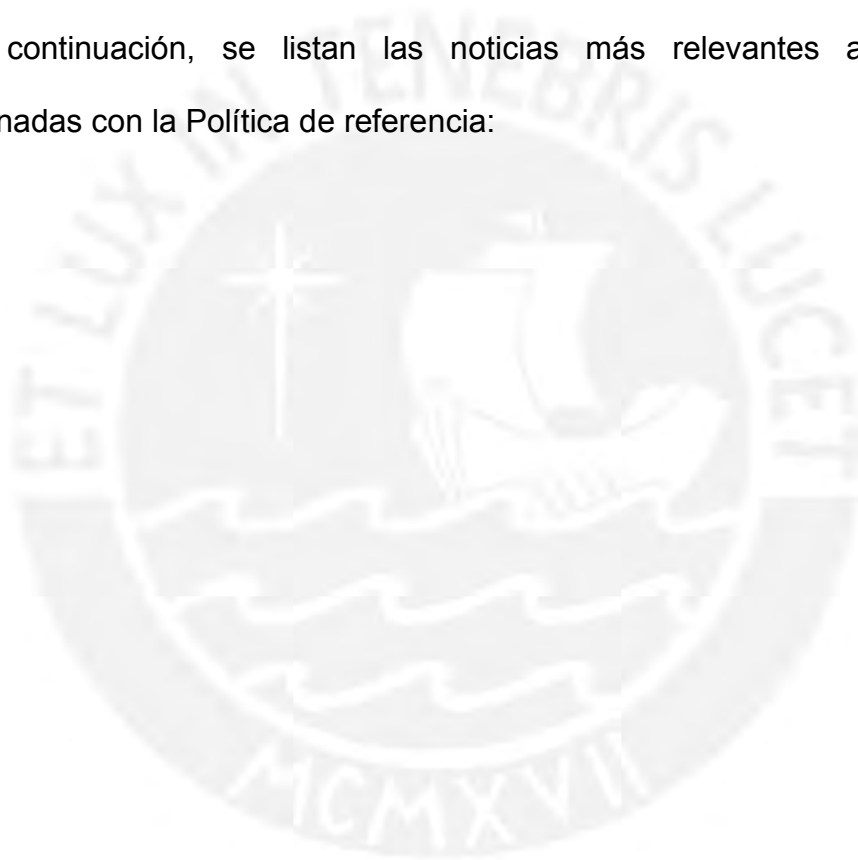 continuación, se listan las noticias más relevantes a
nadas con la Política de referencia:
ET LUX IN TENEBRIS LUCET
MCMXVII